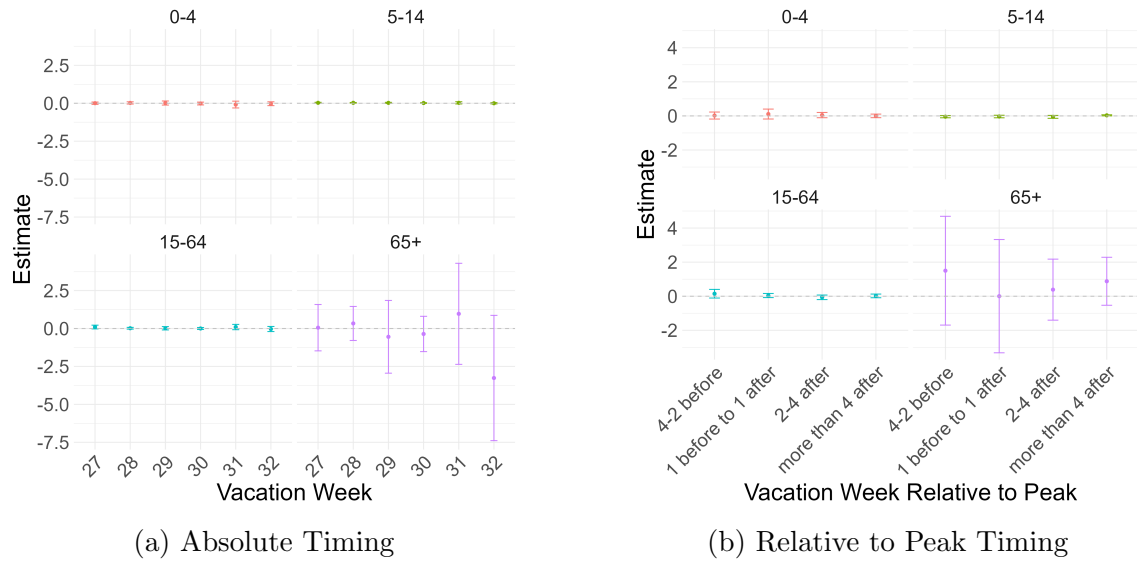 0-4 5-14
2.5
0.0
-2.5
-5.0
-7.5
Estimate
15-64 65+
2.5
0.0
-2.5
-5.0
-7.5
27 28 29 30 31 32 27 28 29 30 31 32
Vacation Week
(a) Absolute Timing
0-4 5-14
4
2
0
-2
Estimate
15-64 65+
4
2
0
-2
4-2 before 1 before to 1 after 2-4 after more than 4 after 4-2 before 1 before to 1 after 2-4 after more than 4 after
Vacation Week Relative to Peak
(b) Relative to Peak Timing